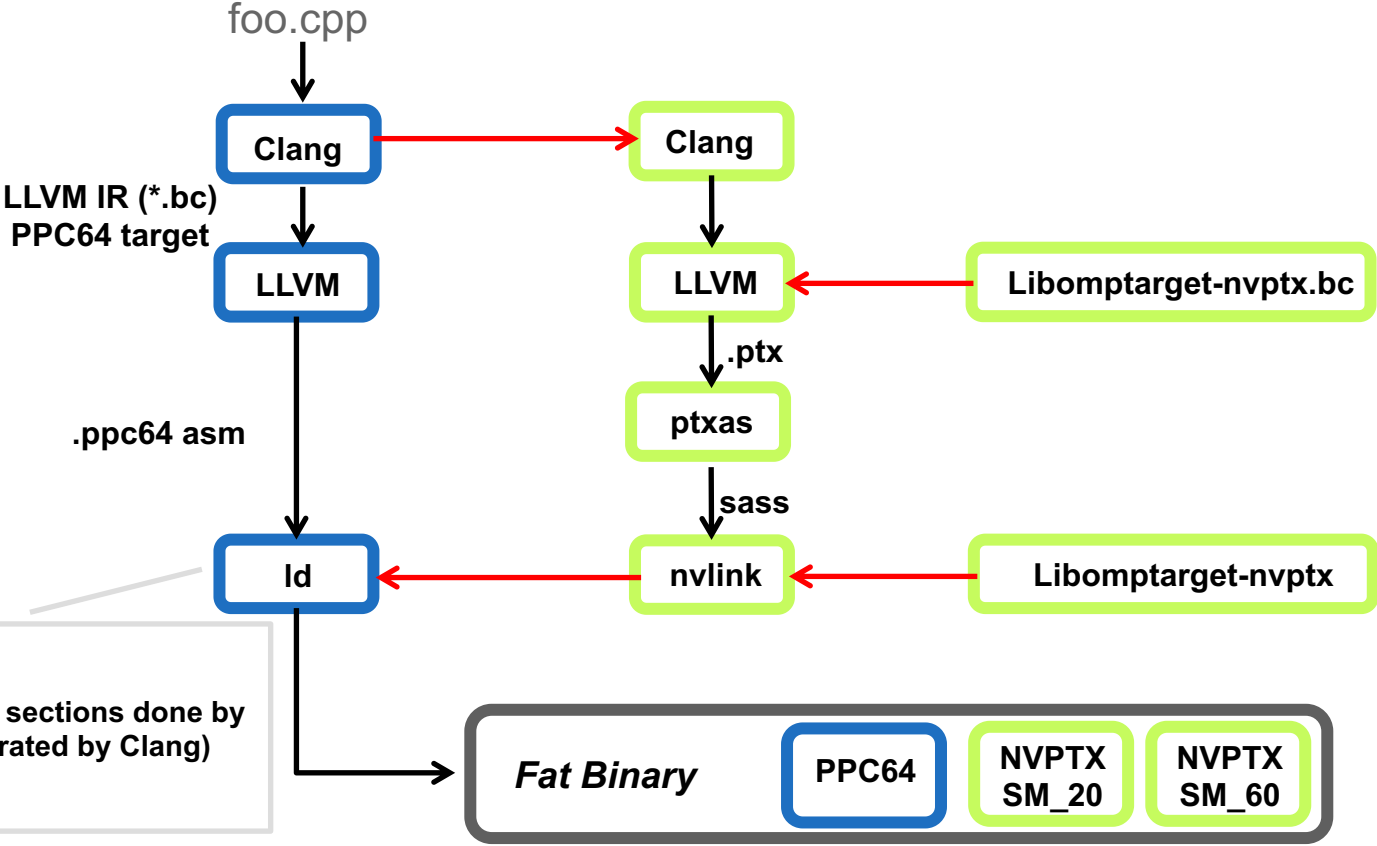 foo.cpp
Clang
Clang
LLVM IR (*.bc)
PPC64 target
LLVM
LLVM
Libomptarget-nvptx.bc
.ptx
.ppc64 asm
ptxas
sass
ld
nvlink
Libomptarget-nvptx
sections done by
rated by Clang)
Fat Binary
PPC64
NVPTX
SM_20
NVPTX
SM_60